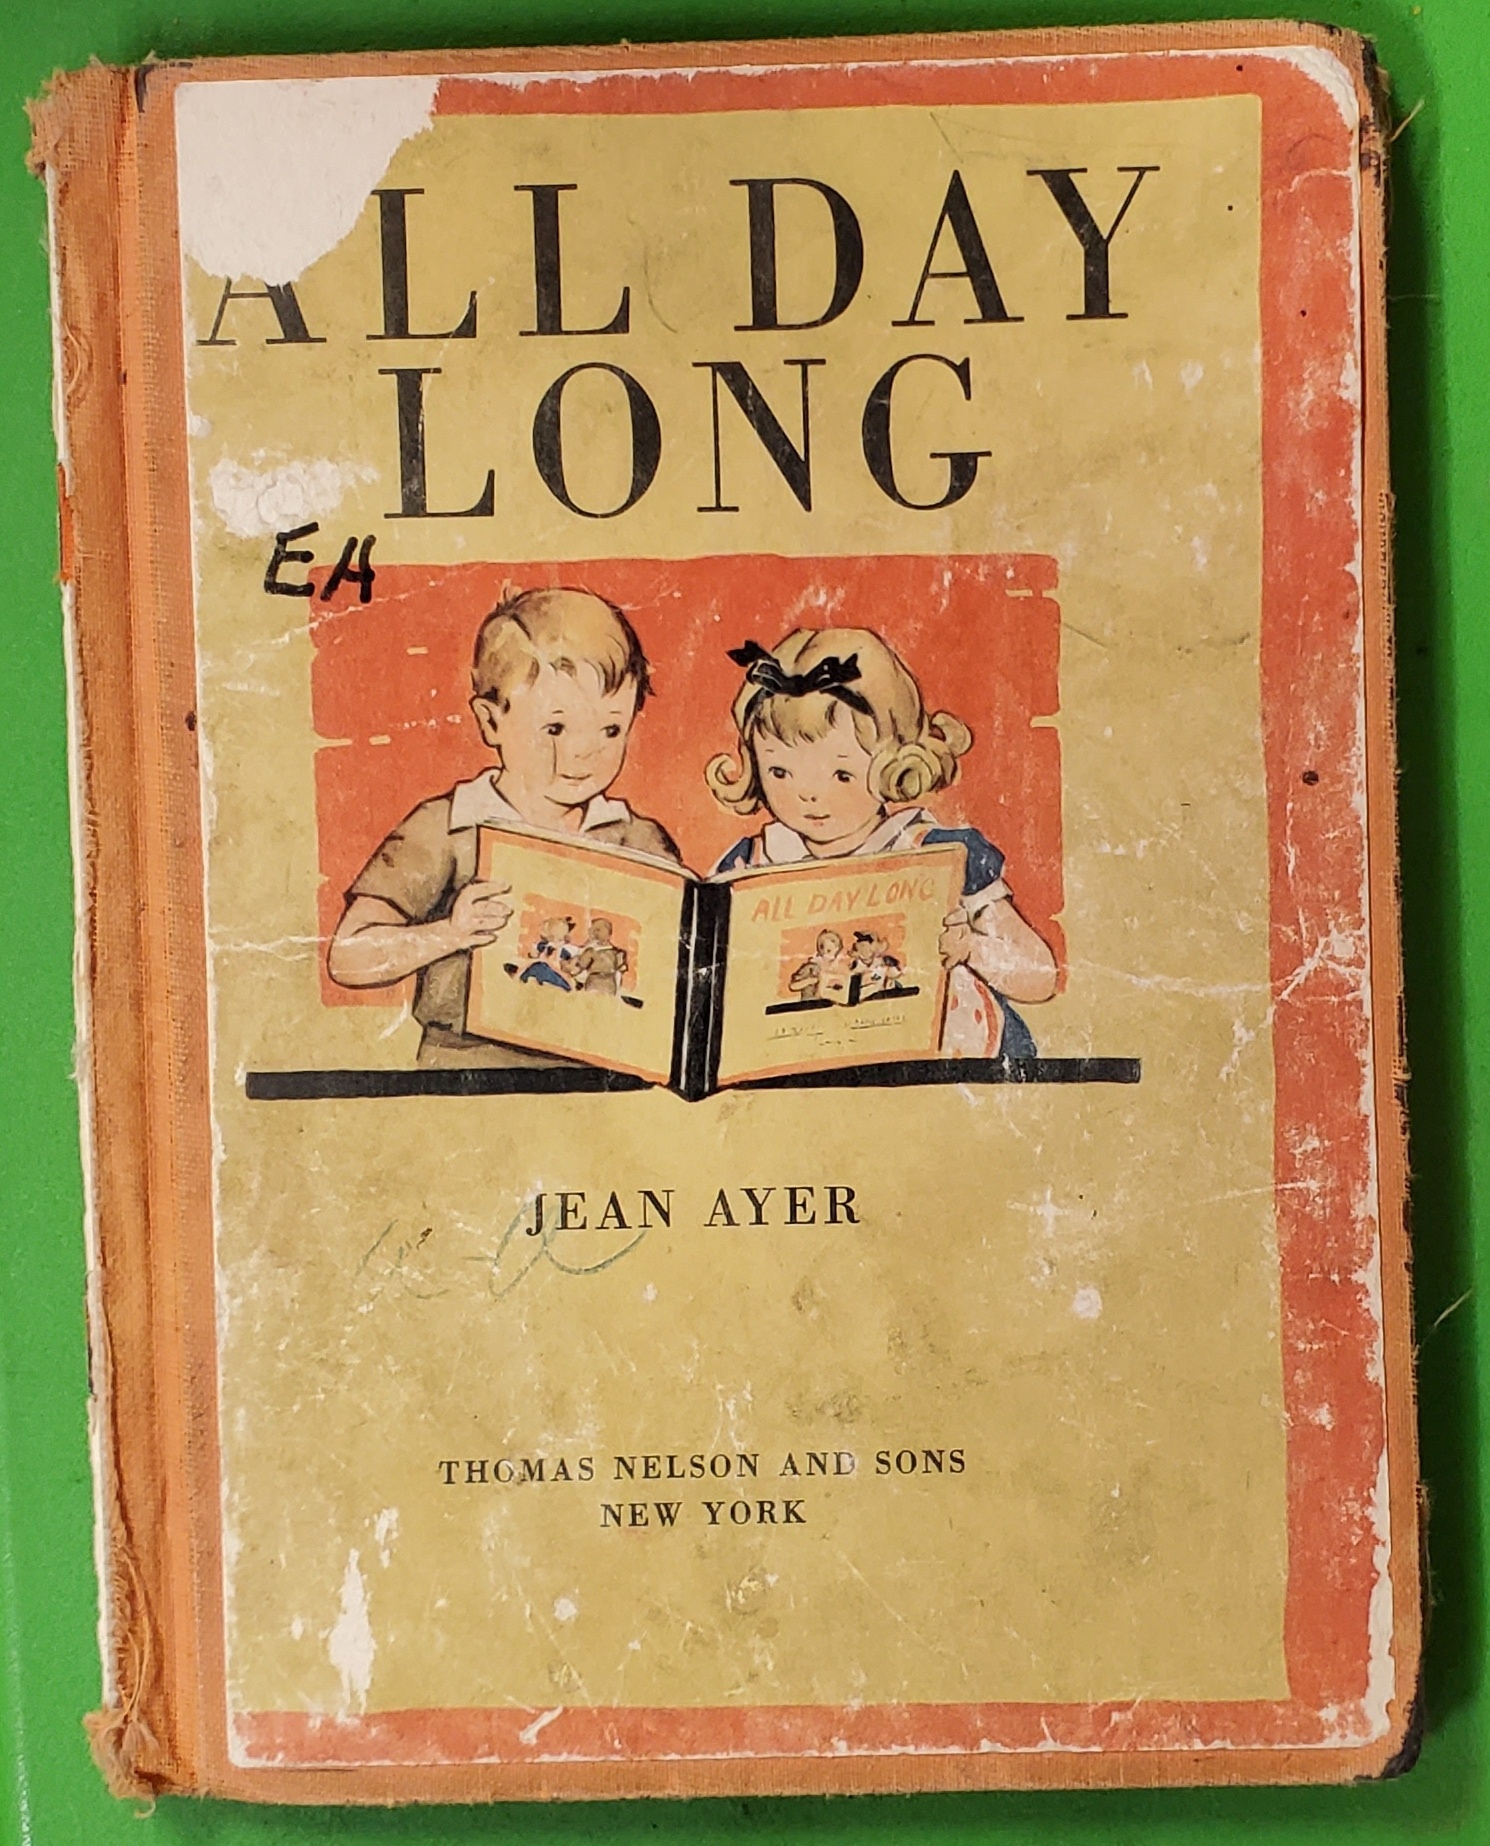 ALL DAY
LONG
EH
ALL DAY LONG
JEAN AYER
THOMAS NELSON AND SONS
NEW YORK